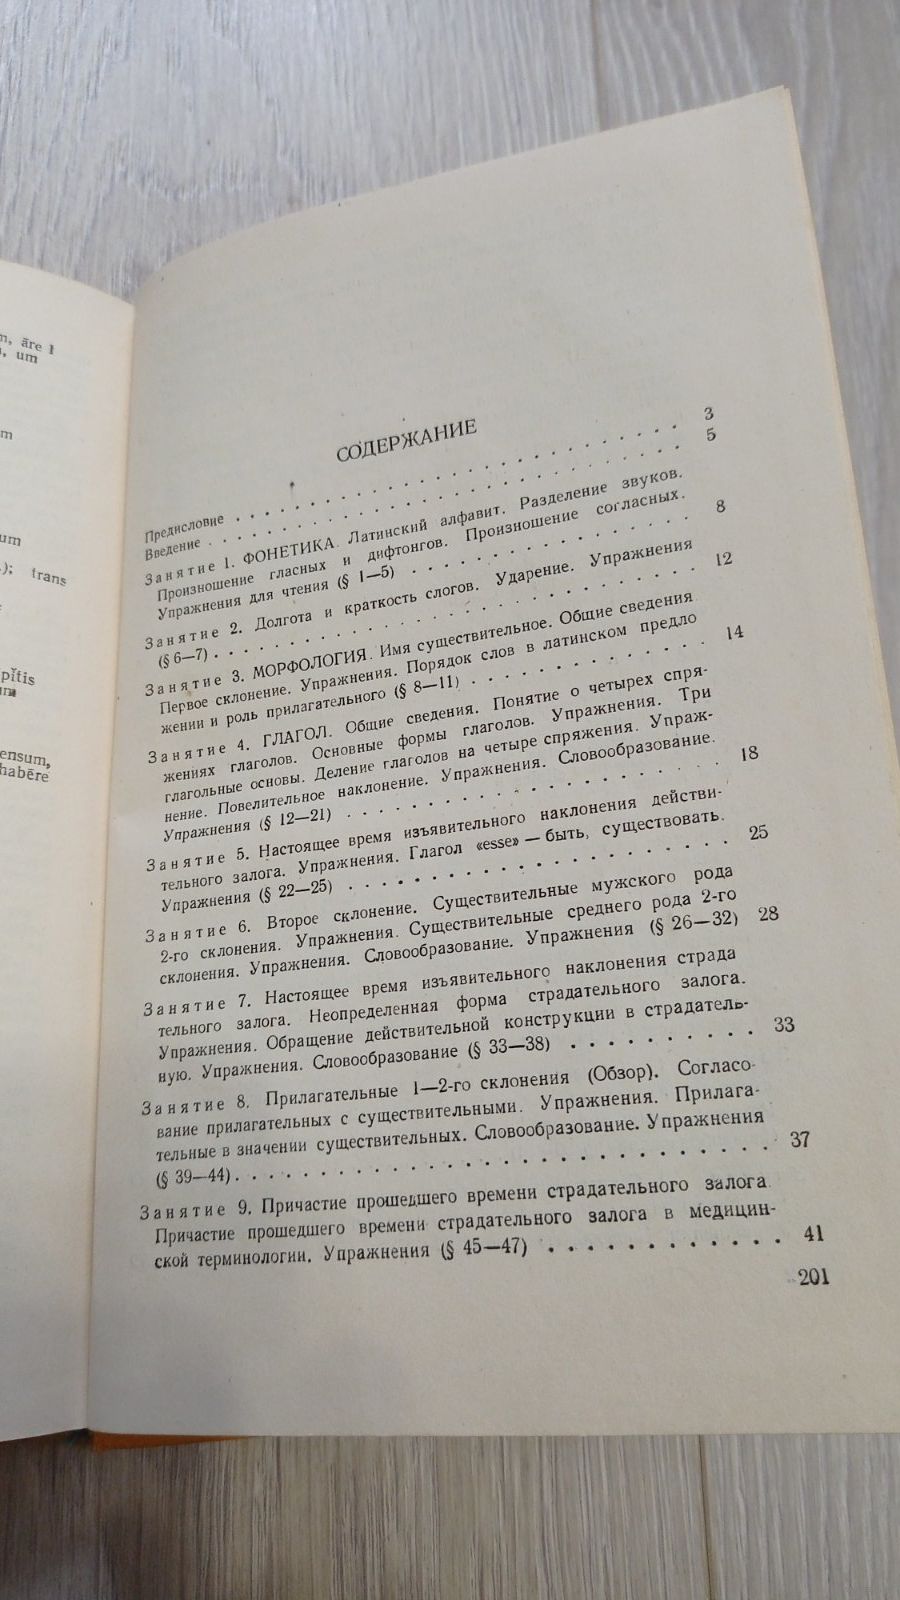 m, āre 1
um
m
um
.); trans
pĭtis
um
ensum,
habēre
СОДЕРЖАНИЕ
Предисловие . . . . . . . . . . . . . . . . . . . . 3
Введение . . . . . . . . . . . . . . . . . . . . . 5
Занятие 1. ФОНЕТИКА. Латинский алфавит. Разделение звуков.
Произношение гласных и дифтонгов. Произношение согласных.
Упражнения для чтения (§ 1—5) . . . . . . . . . . . . 8
Занятие 2. Долгота и краткость слогов. Ударение. Упражнения
(§ 6—7) . . . . . . . . . . . . . . . . . . . . . 12
Занятие 3. МОРФОЛОГИЯ. Имя существительное. Общие сведения
Первое склонение. Упражнения. Порядок слов в латинском предло
жении и роль прилагательного (§ 8—11) . . . . . . . . . . 14
Занятие 4. ГЛАГОЛ. Общие сведения. Понятие о четырех спря-
жениях глаголов. Основные формы глаголов. Упражнения. Три
глагольные основы. Деление глаголов на четыре спряжения. Упраж-
нение. Повелительное наклонение. Упражнения. Словообразование.
Упражнения (§ 12—21) . . . . . . . . . . . . . . . . 18
Занятие 5. Настоящее время изъявительного наклонения действи-
тельного залога. Упражнения. Глагол «esse» — быть, существовать.
Упражнения (§ 22—25) . . . . . . . . . . . . . . . . 25
Занятие 6. Второе склонение. Существительные мужского рода
2-го склонения. Упражнения. Существительные среднего рода 2-го
склонения. Упражнения. Словообразование. Упражнения (§ 26—32) 28
Занятие 7. Настоящее время изъявительного наклонения страда
тельного залога. Неопределенная форма страдательного залога.
Упражнения. Обращение действительной конструкции в страдатель-
ную. Упражнения. Словообразование (§ 33—38) . . . . . . . . . 33
Занятие 8. Прилагательные 1—2-го склонения (Обзор). Согласо-
вание прилагательных с существительными. Упражнения. Прилага-
тельные в значении существительных. Словообразование. Упражнения
(§ 39—44) . . . . . . . . . . . . . . . . . . . . . 37
Занятие 9. Причастие прошедшего времени страдательного залога
Причастие прошедшего времени страдательного залога в медицин-
ской терминологии. Упражнения (§ 45—47) . . . . . . . . . . . 41
201